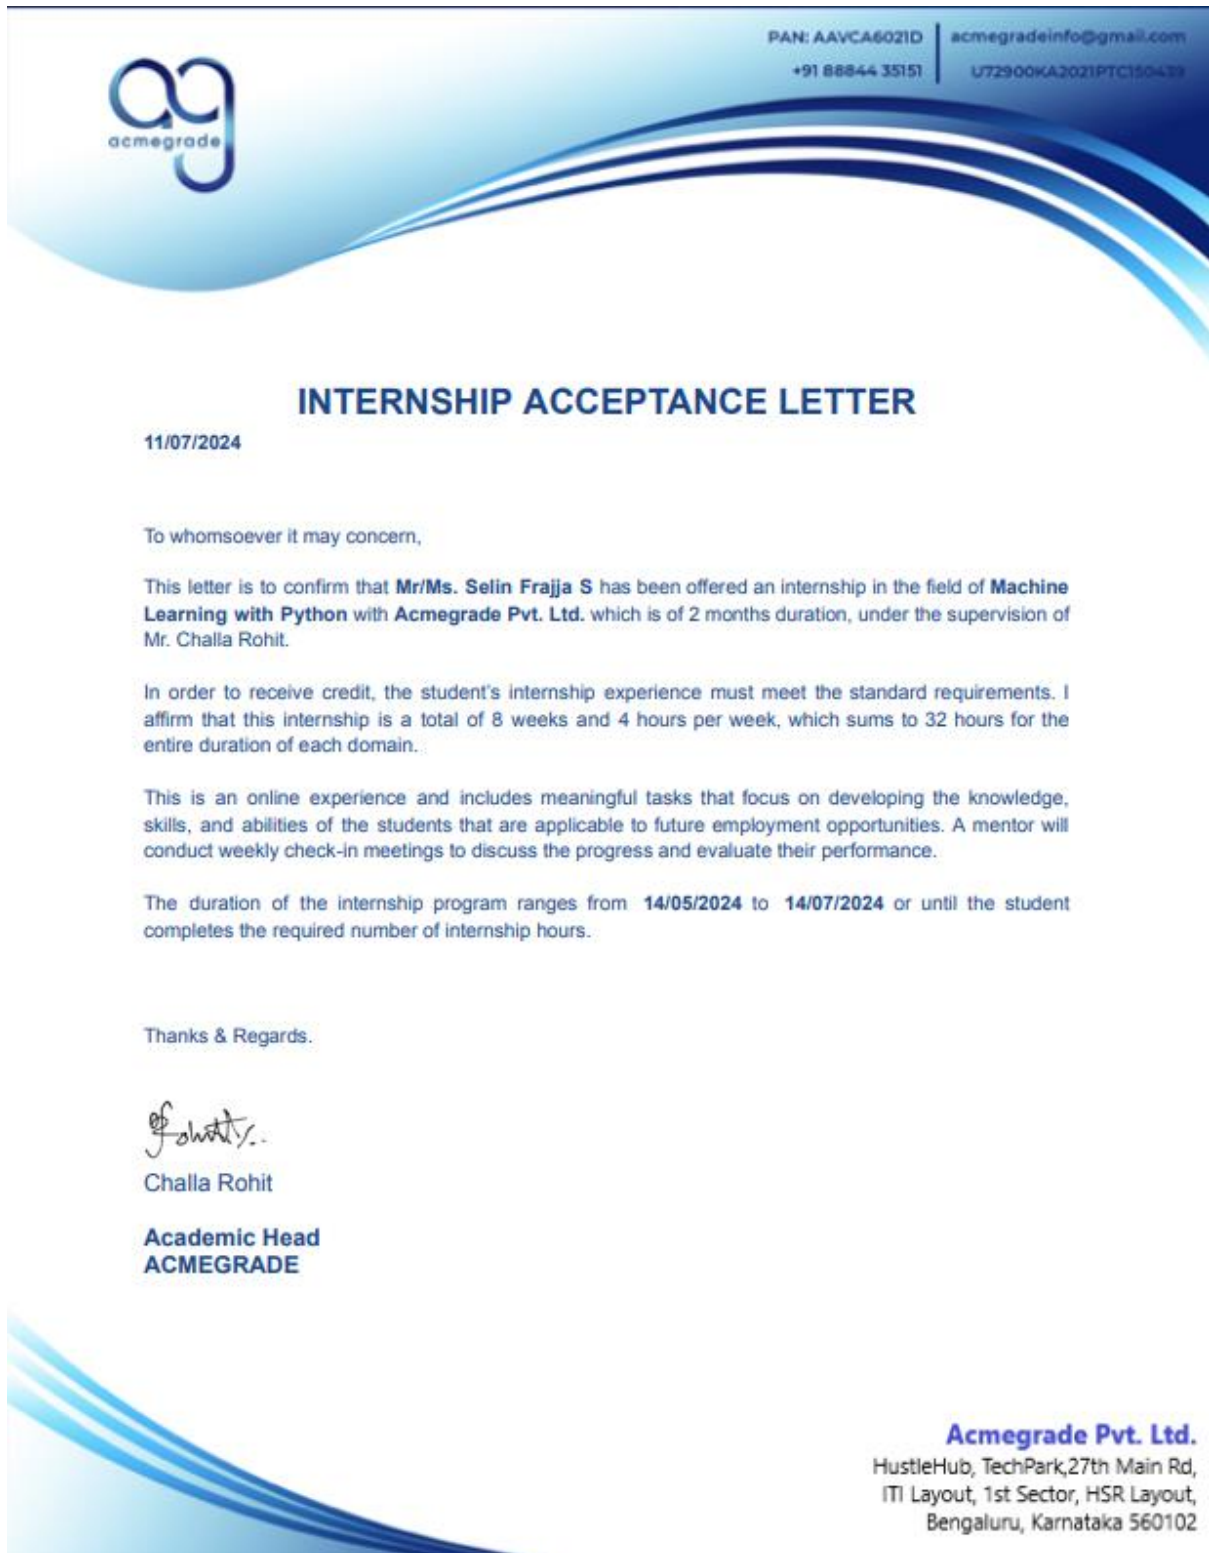 PAN: AAVCA6021D
acmegradeinfo@gmail.com
+91 88844 35151
U72900KA2021PTC150439
acmegrade
INTERNSHIP ACCEPTANCE LETTER
11/07/2024
To whomsoever it may concern,
This letter is to confirm that Mr/Ms. Selin Frajja S has been offered an internship in the field of Machine
Learning with Python with Acmegrade Pvt. Ltd. which is of 2 months duration, under the supervision of
Mr. Challa Rohit.
In order to receive credit, the student's internship experience must meet the standard requirements. I
affirm that this internship is a total of 8 weeks and 4 hours per week, which sums to 32 hours for the
entire duration of each domain.
This is an online experience and includes meaningful tasks that focus on developing the knowledge,
skills, and abilities of the students that are applicable to future employment opportunities. A mentor will
conduct weekly check-in meetings to discuss the progress and evaluate their performance.
The duration of the internship program ranges from 14/05/2024 to 14/07/2024 or until the student
completes the required number of internship hours.
Thanks & Regards.
Challa Rohit
Academic Head
ACMEGRADE
Acmegrade Pvt. Ltd.
HustleHub, TechPark,27th Main Rd,
ITI Layout, 1st Sector, HSR Layout,
Bengaluru, Karnataka 560102